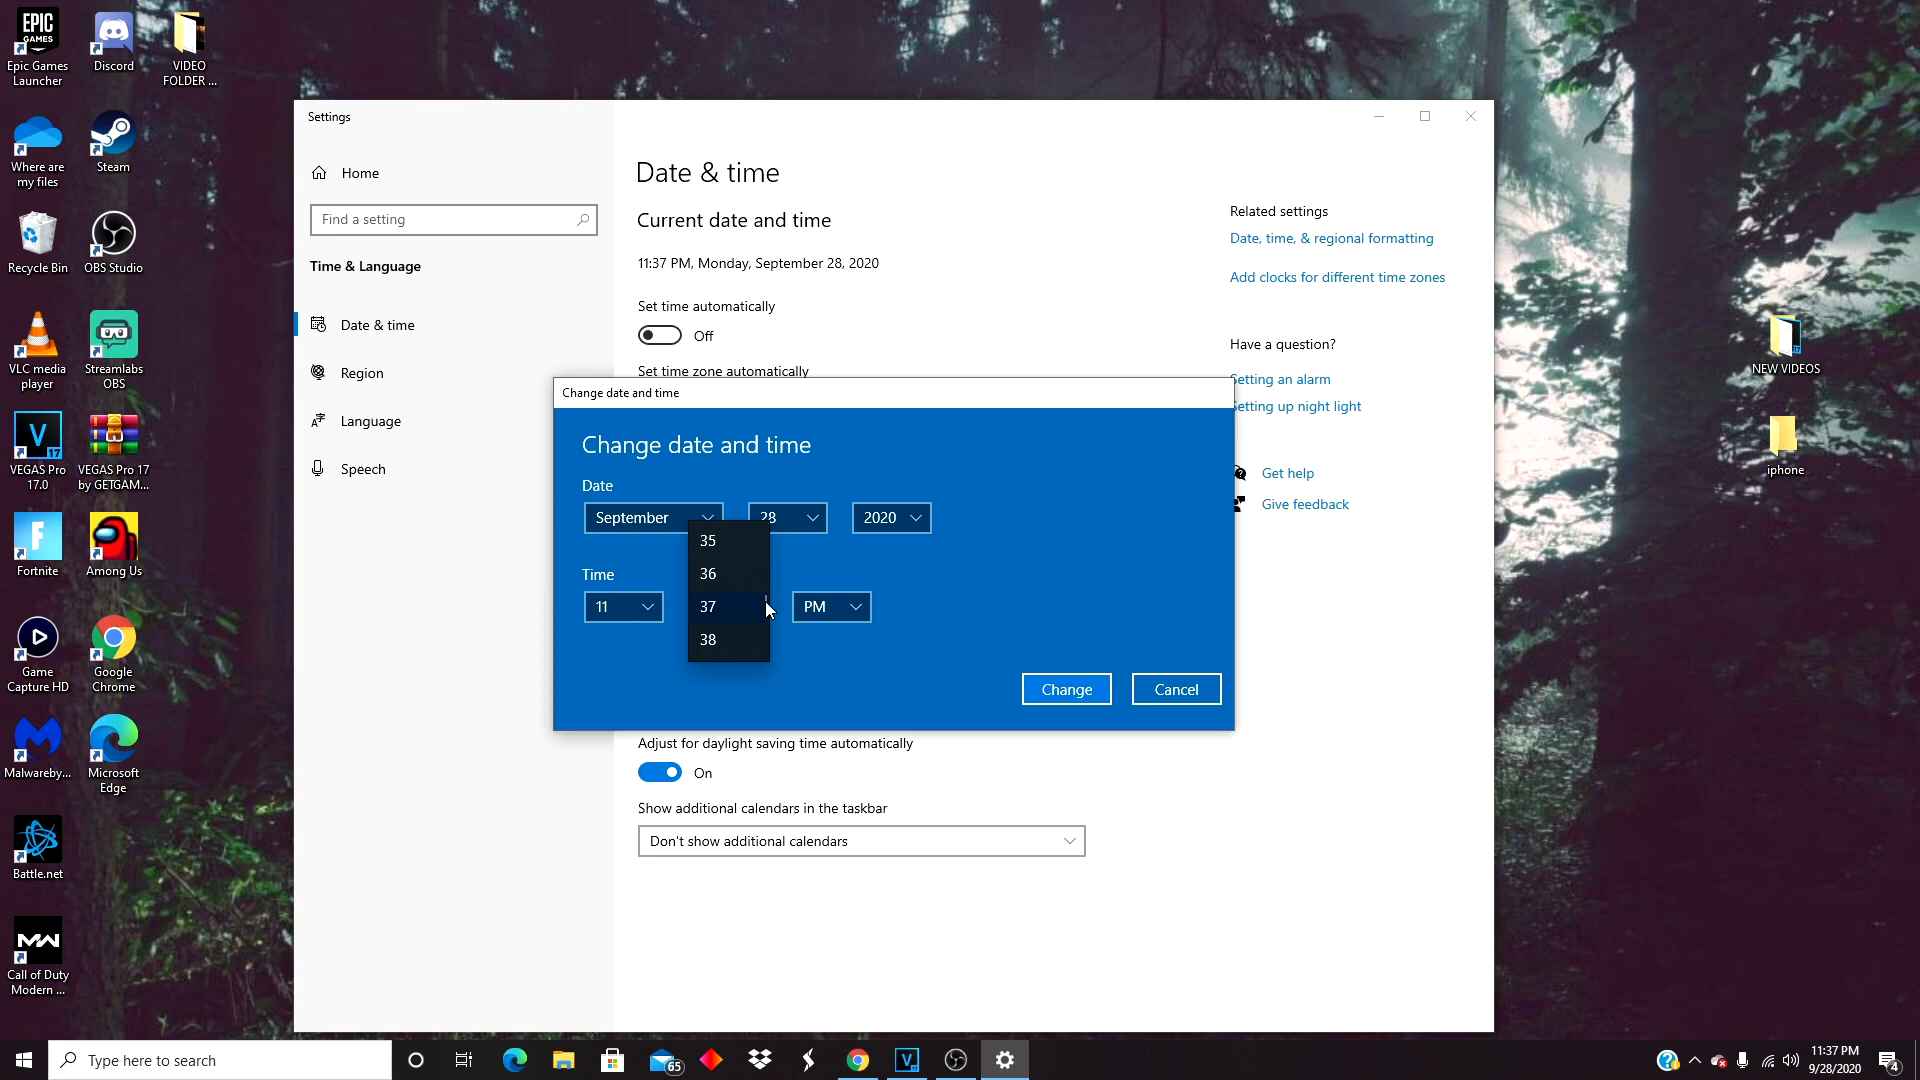 EPIC
GAMES
Epic Games
Launcher
Discord
VIDEO
FOLDER ...
Where are
my files
Steam
Recycle Bin
OBS Studio
VLC media
player
Streamlabs
OBS
V
17
VEGAS Pro
17.0
VEGAS Pro 17
by GETGAM...
F
Fortnite
Among Us
Game
Capture HD
Google
Chrome
Malwareby...
Microsoft
Edge
Battle.net
MW
Call of Duty
Modern ...
NEW VIDEOS
iphone
Settings
Home
Find a setting
Time & Language
Date & time
Region
Language
Speech
Date & time
Current date and time
11:37 PM, Monday, September 28, 2020
Set time automatically
Off
Set time zone automatically
Related settings
Date, time, & regional formatting
Add clocks for different time zones
Have a question?
Setting an alarm
Setting up night light
Get help
Give feedback
Change date and time
Change date and time
Date
September
28
2020
Time
11
35
36
37
38
PM
Change
Cancel
Adjust for daylight saving time automatically
On
Show additional calendars in the taskbar
Don't show additional calendars
Type here to search
65
V
11:37 PM
9/28/2020
4